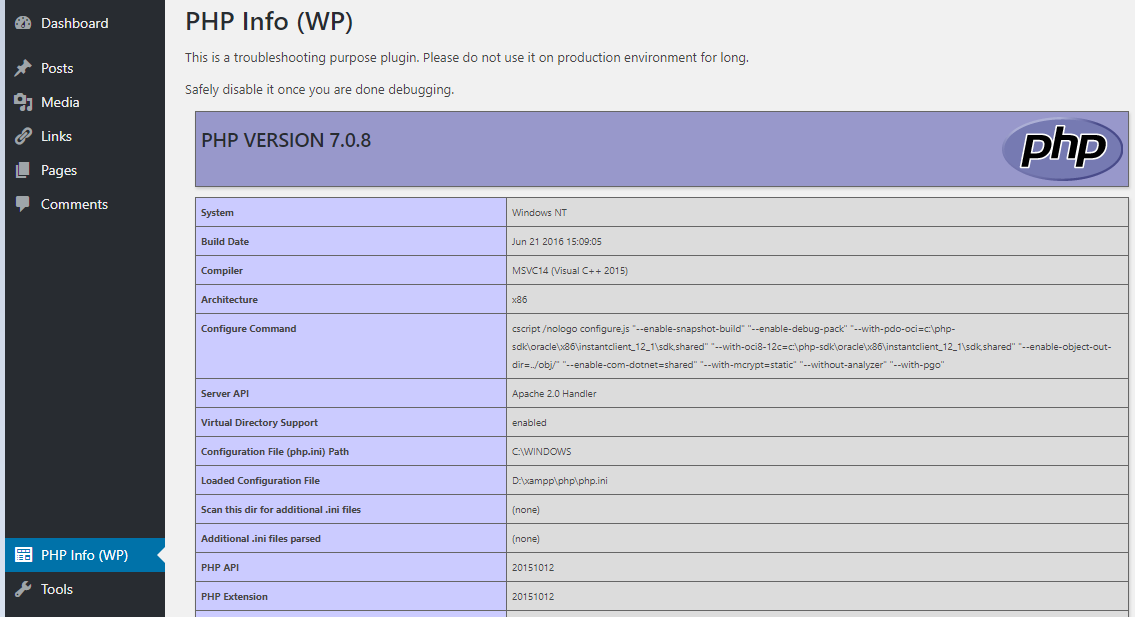 Dashboard
Posts
Media
Links
Pages
Comments
PHP Info (WP)
Tools
PHP Info (WP)
This is a troubleshooting purpose plugin. Please do not use it on production environment for long.
Safely disable it once you are done debugging.
PHP VERSION 7.0.8
php
System Windows NT
Build Date Jun 21 2016 15:09:05
Compiler MSVC14 (Visual C++ 2015)
Architecture x86
Configure Command cscript /nologo configure.js "--enable-snapshot-build" "--enable-debug-pack" "--with-pdo-oci=c:\php-
sdk\oracle\x86\instantclient_12_1\sdk,shared" "--with-oci8-12c=c:\php-sdk\oracle\x86\instantclient_12_1\sdk,shared" "--enable-object-out-
dir=../obj/" "--enable-com-dotnet=shared" "--with-mcrypt=static" "--without-analyzer" "--with-pgo"
Server API Apache 2.0 Handler
Virtual Directory Support enabled
Configuration File (php.ini) Path C:\WINDOWS
Loaded Configuration File D:\xampp\php\php.ini
Scan this dir for additional .ini files (none)
Additional .ini files parsed (none)
PHP API 20151012
PHP Extension 20151012